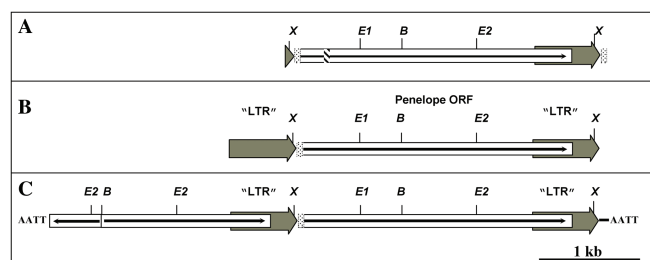 A
X E1 B E2 X
B
Penelope ORF
"LTR" "LTR"
X E1 B E2 X
C
E2 B E2 "LTR" X E1 B E2 "LTR" X
AATT AATT
1 kb